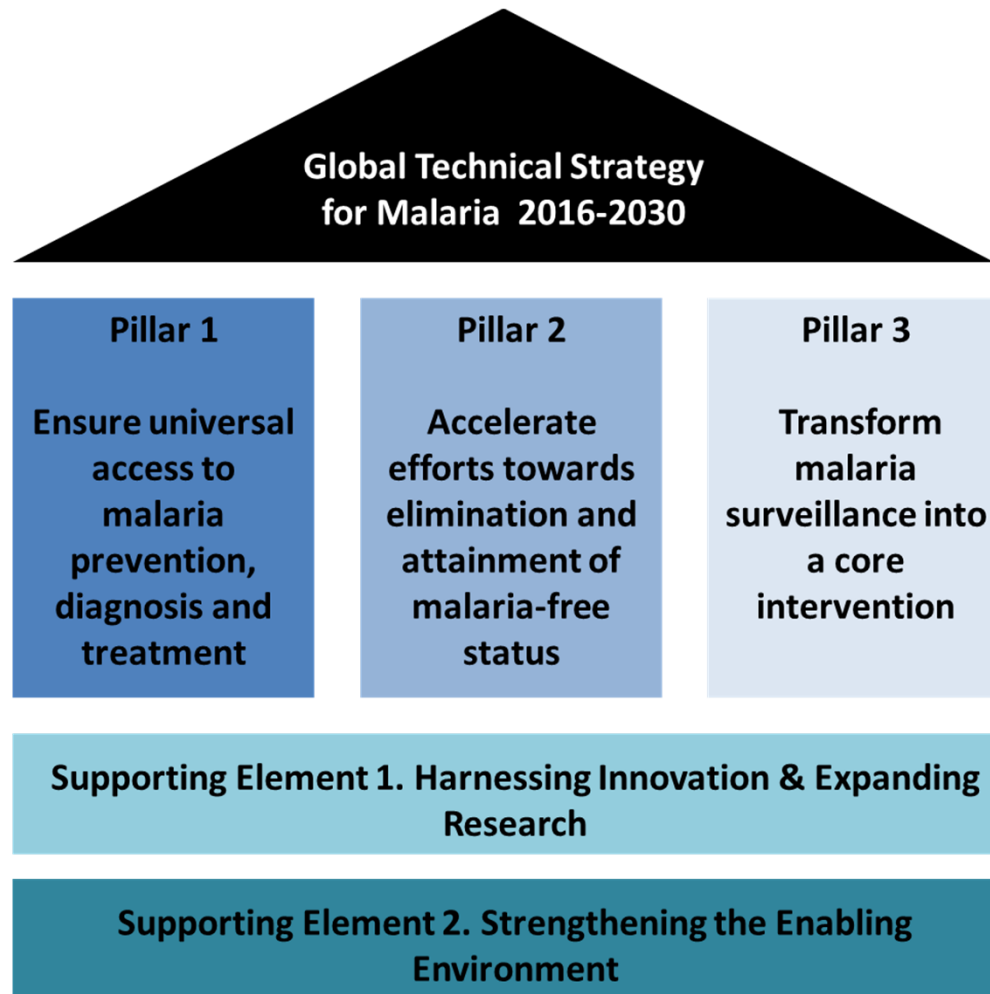 Global Technical Strategy
for Malaria 2016-2030
Pillar 1
Ensure universal
access to
malaria
prevention,
diagnosis and
treatment
Pillar 2
Accelerate
efforts towards
elimination and
attainment of
malaria-free
status
Pillar 3
Transform
malaria
surveillance into
a core
intervention
Supporting Element 1. Harnessing Innovation & Expanding
Research
Supporting Element 2. Strengthening the Enabling
Environment